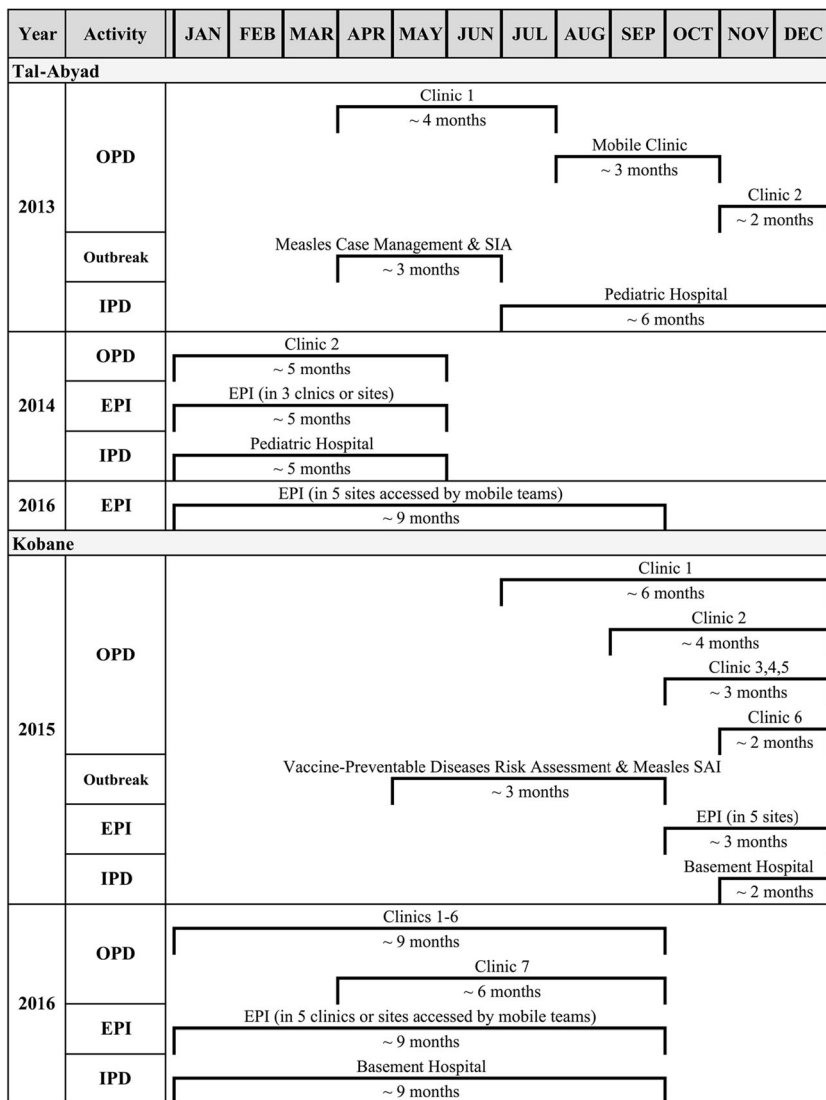 Year Activity JAN FEB MAR APR MAY JUN JUL AUG SEP OCT NOV DEC
Tal-Abyad
2013
OPD
Clinic 1
~ 4 months
Mobile Clinic
~ 3 months
Clinic 2
~ 2 months
Outbreak
Measles Case Management & SIA
~ 3 months
IPD
Pediatric Hospital
~ 6 months
2014
OPD
Clinic 2
~ 5 months
EPI
EPI (in 3 clnics or sites)
~ 5 months
IPD
Pediatric Hospital
~ 5 months
2016
EPI
EPI (in 5 sites accessed by mobile teams)
~ 9 months
Kobane
2015
OPD
Clinic 1
~ 6 months
Clinic 2
~ 4 months
Clinic 3,4,5
~ 3 months
Clinic 6
~ 2 months
Outbreak
Vaccine-Preventable Diseases Risk Assessment & Measles SAI
~ 3 months
EPI
EPI (in 5 sites)
~ 3 months
IPD
Basement Hospital
~ 2 months
2016
OPD
Clinics 1-6
~ 9 months
Clinic 7
~ 6 months
EPI
EPI (in 5 clinics or sites accessed by mobile teams)
~ 9 months
IPD
Basement Hospital
~ 9 months